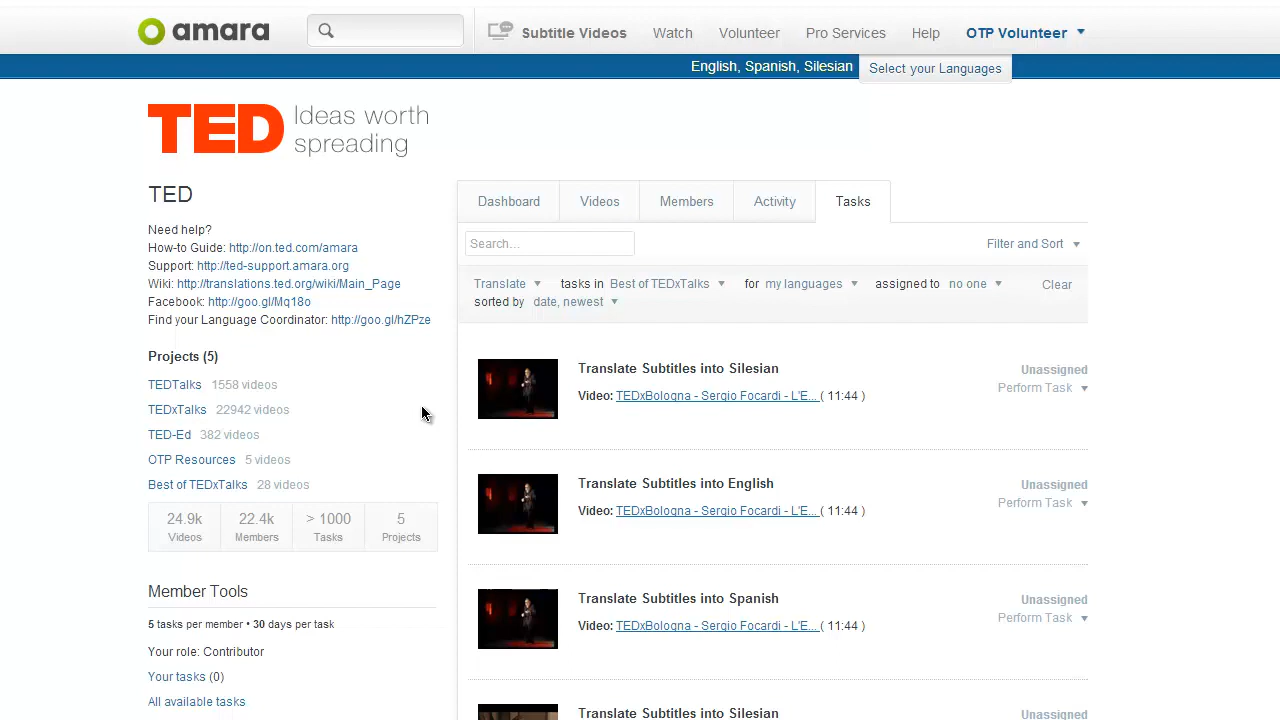 amara
Subtitle Videos
Watch
Volunteer
Pro Services
Help
OTP Volunteer
English, Spanish, Silesian
Select your Languages
TED Ideas worth
spreading
TED
Need help?
How-to Guide: http://on.ted.com/amara
Support: http://ted-support.amara.org
Wiki: http://translations.ted.org/wiki/Main_Page
Facebook: http://goo.gl/Mq18o
Find your Language Coordinator: http://goo.gl/hZPze
Projects (5)
TEDTalks 1558 videos
TEDxTalks 22942 videos
TED-Ed 382 videos
OTP Resources 5 videos
Best of TEDxTalks 28 videos
24.9k 22.4k > 1000 5
Videos Members Tasks Projects
Member Tools
5 tasks per member • 30 days per task
Your role: Contributor
Your tasks (0)
All available tasks
Dashboard Videos Members Activity Tasks
Search...
Filter and Sort
Translate tasks in Best of TEDxTalks for my languages assigned to no one Clear
sorted by date, newest
Translate Subtitles into Silesian
Unassigned
Perform Task
Video: TEDxBologna - Sergio Focardi - L'E... ( 11:44 )
Translate Subtitles into English
Unassigned
Perform Task
Video: TEDxBologna - Sergio Focardi - L'E... ( 11:44 )
Translate Subtitles into Spanish
Unassigned
Perform Task
Video: TEDxBologna - Sergio Focardi - L'E... ( 11:44 )
Translate Subtitles into Silesian
Unassigned